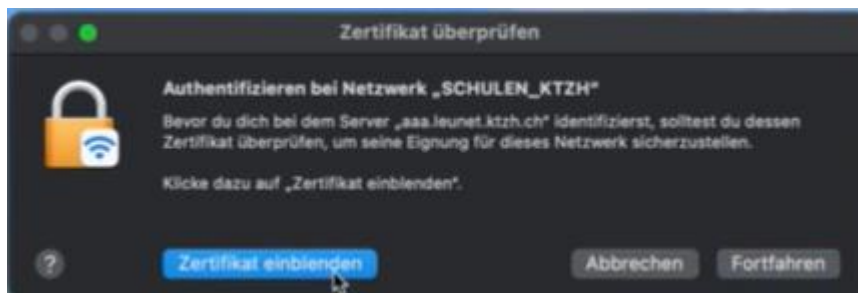 Zertifikat überprüfen
Authentifizieren bei Netzwerk „SCHULEN_KTZH“
Bevor du dich bei dem Server „aaa.leunet.ktzh.ch“ identifizierst, solltest du dessen
Zertifikat überprüfen, um seine Eignung für dieses Netzwerk sicherzustellen.
Klicke dazu auf „Zertifikat einblenden“.
? Zertifikat einblenden Abbrechen Fortfahren